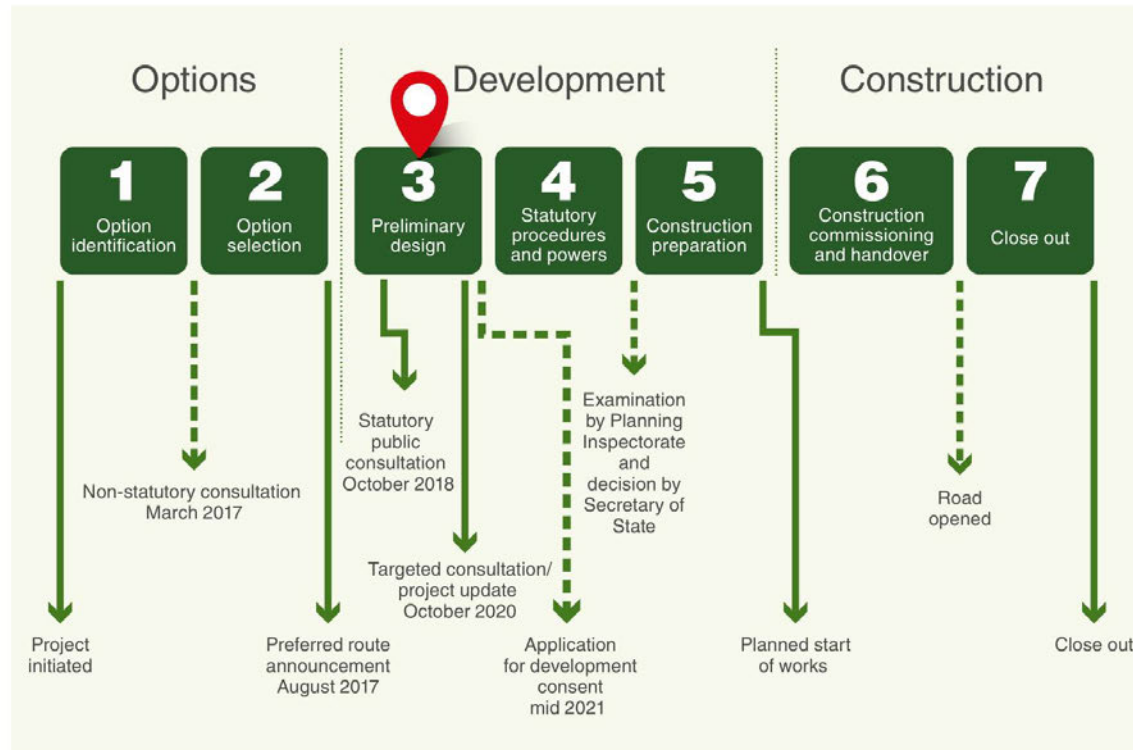 Options
Development
Construction
1
Option
identification
2
Option
selection
3
Preliminary
design
4
Statutory
procedures
and powers
5
Construction
preparation
6
Construction
commissioning
and handover
7
Close out
Project
initiated
Non-statutory consultation
March 2017
Preferred route
announcement
August 2017
Statutory
public
consultation
October 2018
Targeted consultation/
project update
October 2020
Application
for development
consent
mid 2021
Examination
by Planning
Inspectorate
and
decision by
Secretary of
State
Planned start
of works
Road
opened
Close out